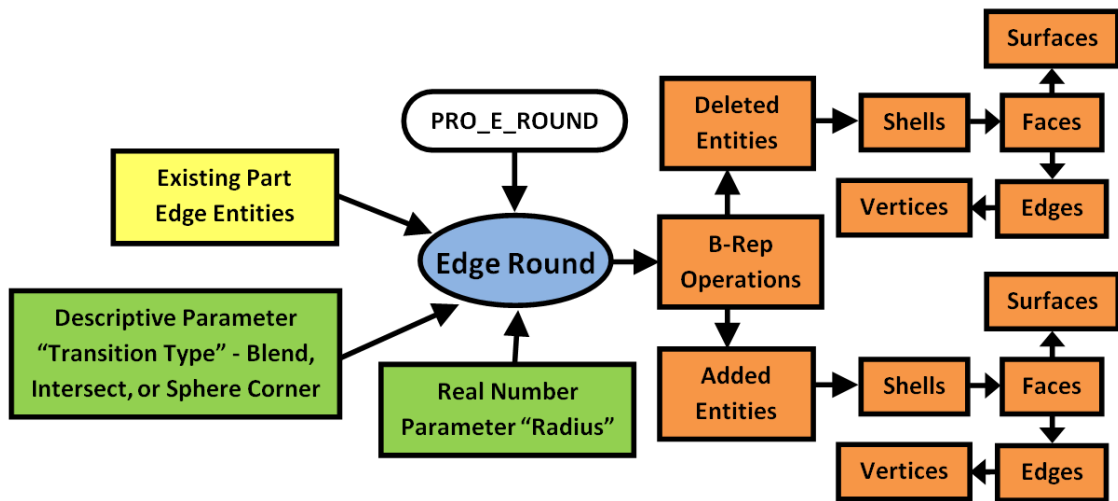 PRO_E_ROUND
Existing Part
Edge Entities
Descriptive Parameter
“Transition Type” - Blend,
Intersect, or Sphere Corner
Real Number
Parameter “Radius”
Edge Round
B-Rep
Operations
Deleted
Entities
Shells
Faces
Surfaces
Edges
Vertices
Added
Entities
Shells
Faces
Surfaces
Edges
Vertices